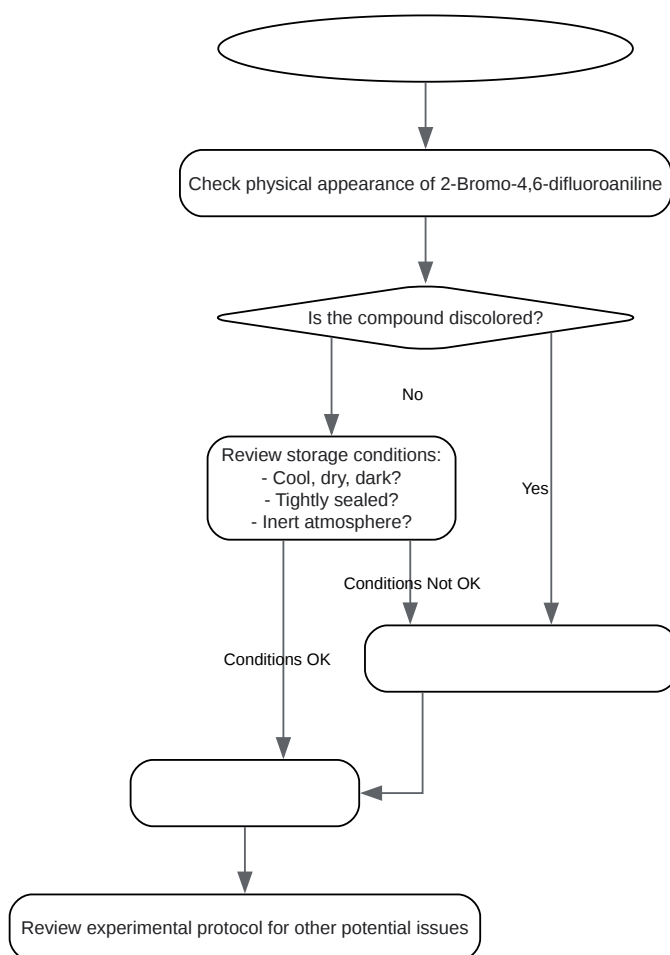 Check physical appearance of 2-Bromo-4,6-difluoroaniline
Is the compound discolored?
No
Review storage conditions:
- Cool, dry, dark?
- Tightly sealed?
- Inert atmosphere?
Yes
Conditions Not OK
Conditions OK
Review experimental protocol for other potential issues